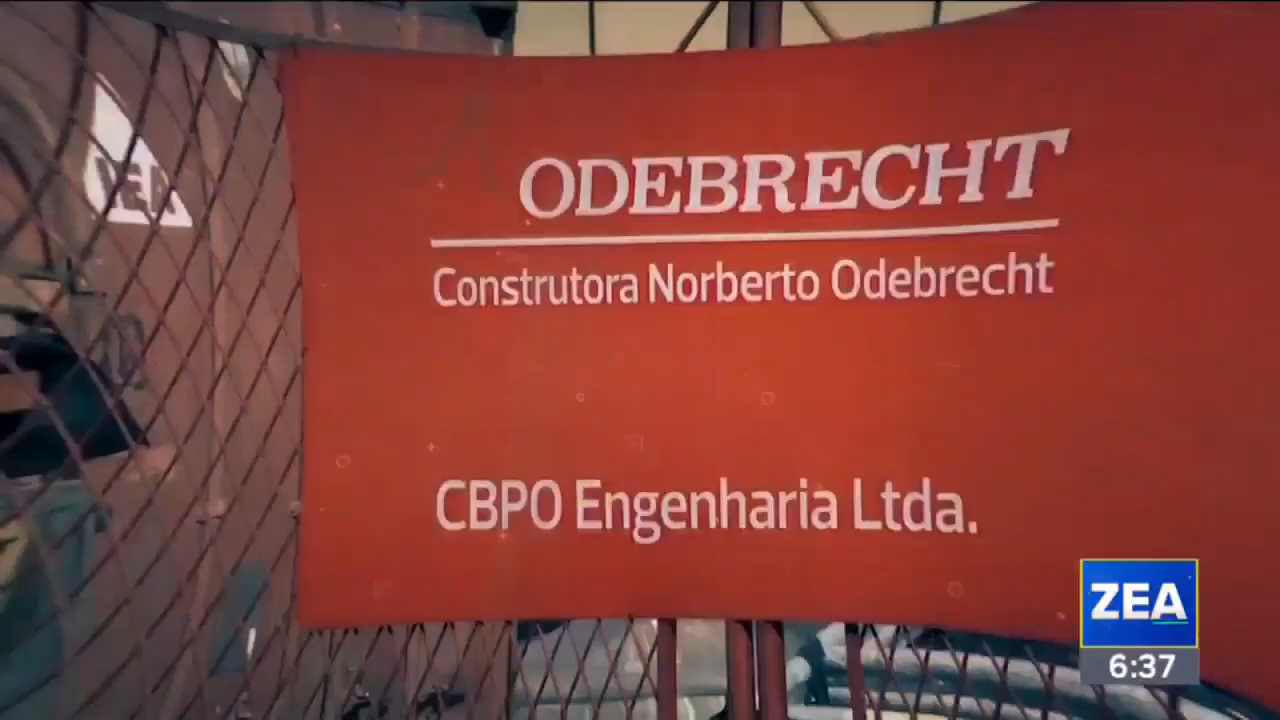 ODEBRECHT
Construtora Norberto Odebrecht
CBPO Engenharia Ltda.
ZEA
6:37